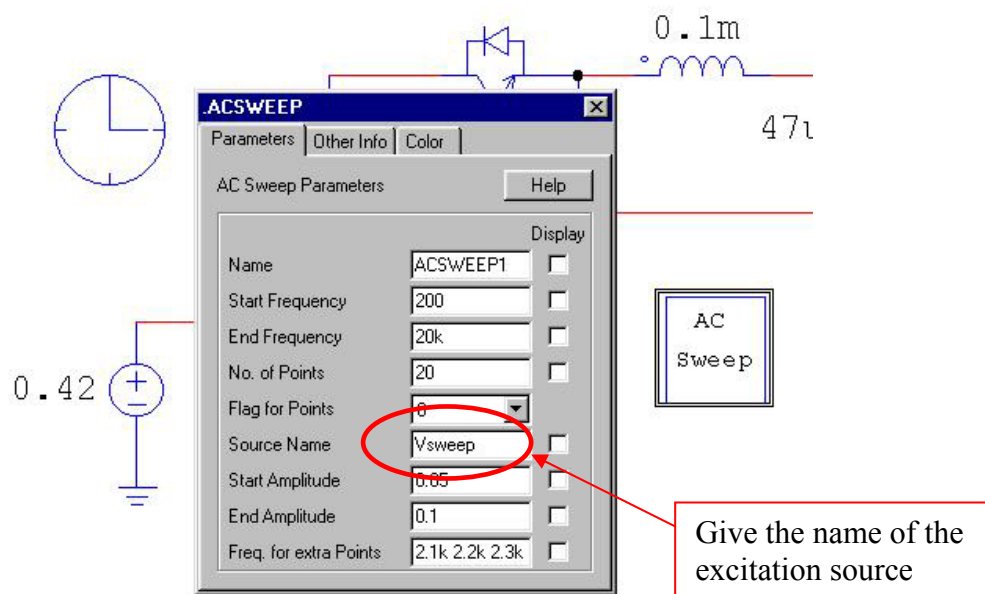 0.1m
47
.ACSWEEP
Parameters Other Info Color
AC Sweep Parameters Help
Display
Name ACSWEEP1
Start Frequency 200
End Frequency 20k
No. of Points 20
Flag for Points 0
Source Name Vsweep
Start Amplitude 0.05
End Amplitude 0.1
Freq. for extra Points 2.1k 2.2k 2.3k
AC
Sweep
0.42
Give the name of the
excitation source